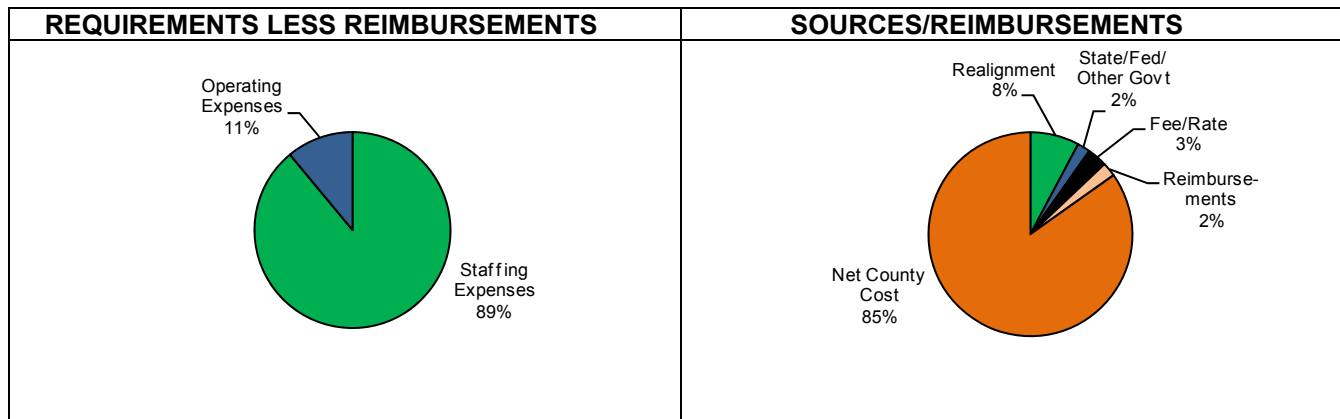 REQUIREMENTS LESS REIMBURSEMENTS
Operating
Expenses
11%
Staffing
Expenses
89%
SOURCES/REIMBURSEMENTS
Realignment
8%
State/Fed/
Other Govt
2%
Fee/Rate
3%
Reimburse-
ments
2%
Net County
Cost
85%